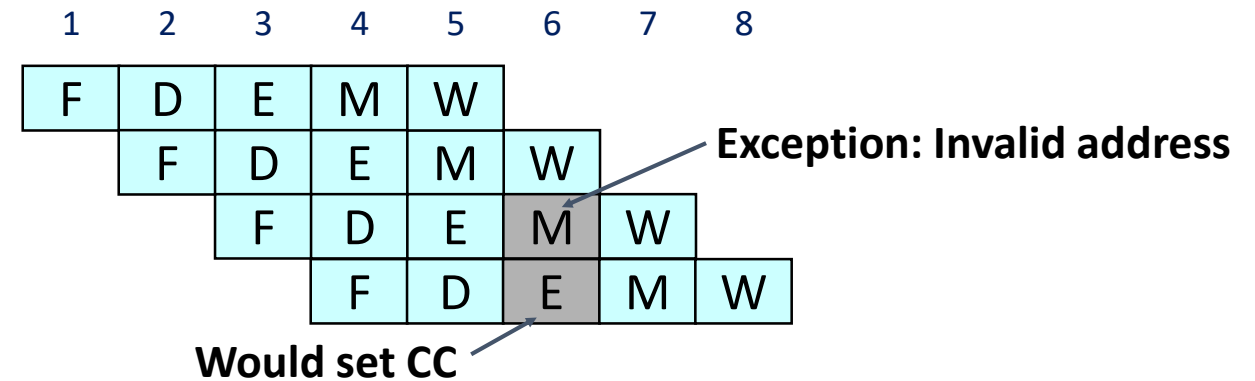 1 2 3 4 5 6 7 8
F D E M W
Exception: Invalid address
F D E M W
F D E M W
F D E M W
Would set CC